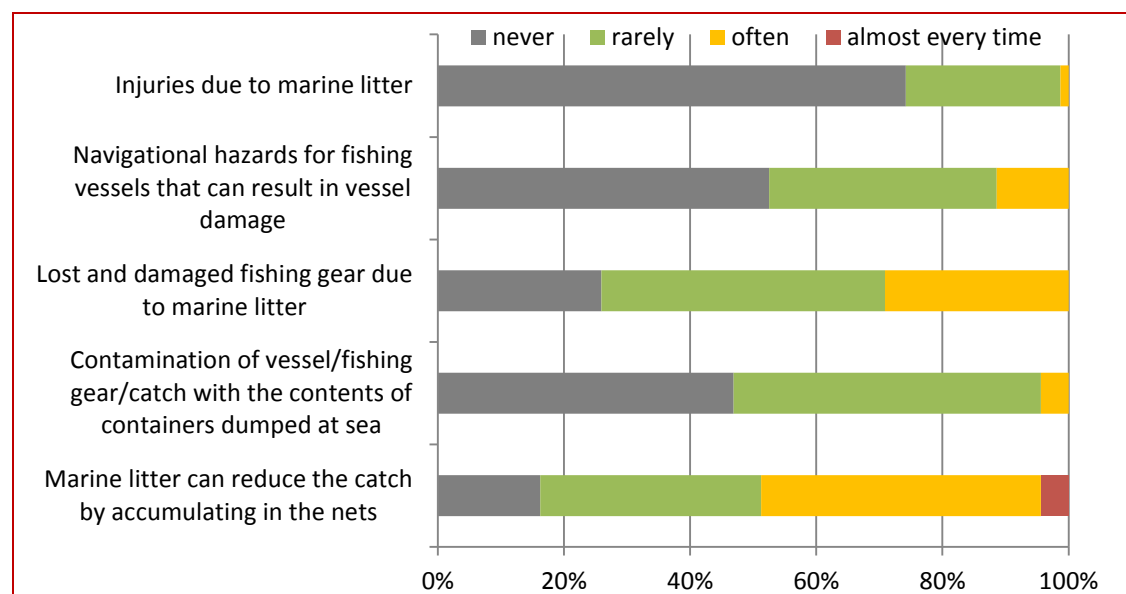 never rarely often almost every time
Injuries due to marine litter
Navigational hazards for fishing
vessels that can result in vessel
damage
Lost and damaged fishing gear due
to marine litter
Contamination of vessel/fishing
gear/catch with the contents of
containers dumped at sea
Marine litter can reduce the catch
by accumulating in the nets
0% 20% 40% 60% 80% 100%